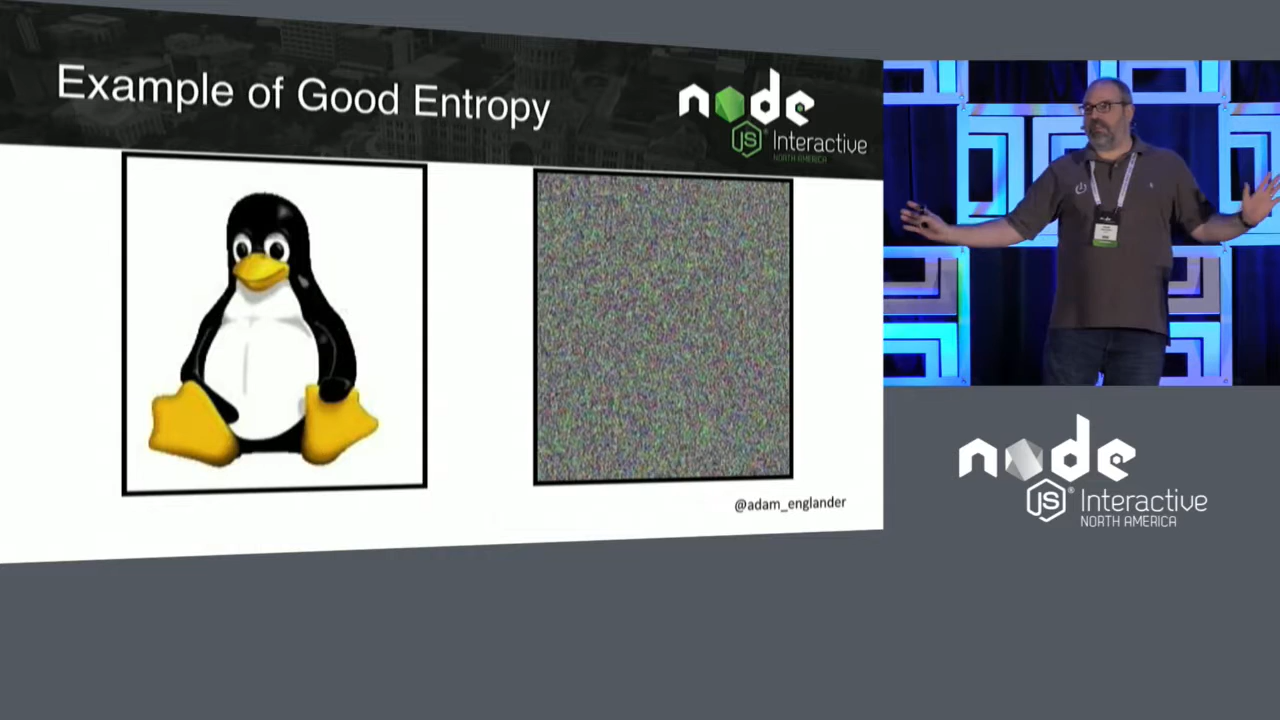 Example of Good Entropy
node
JS ® Interactive
NORTH AMERICA
@adam_englander
node
JS ® Interactive
NORTH AMERICA